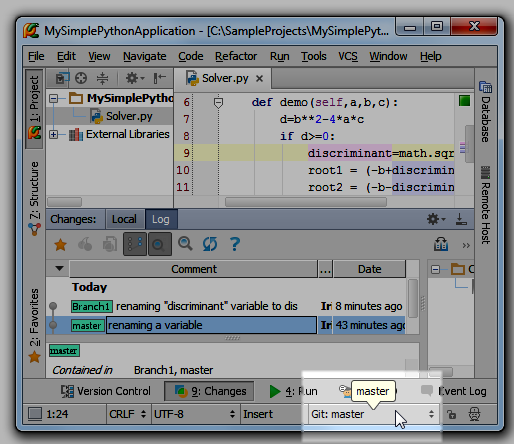 MySimplePythonApplication - [C:\SampleProjects\MySimplePyt
File Edit View Navigate Code Refactor Run Tools VCS Window Help
Solver.py
1: Project
Z: Structure
2: Favorites
MySimplePytho
Solver.py
External Libraries
6 def demo(self,a,b,c):
7 d=b**2-4*a*c
8 if d>=0:
9 discriminant=math.sqr
10 root1 = (-b+discrimin
11 root2 = (-b-discrimin
Database
Remote Host
Changes: Local Log
Comment ... Date
Today
Branch1 renaming "discriminant" variable to dis Ir 8 minutes ago
master renaming a variable Ir 43 minutes ago
master
Contained in Branch1, master
Version Control 9: Changes 4: Run Event Log
master
1:24 CRLF UTF-8 Insert Git: master